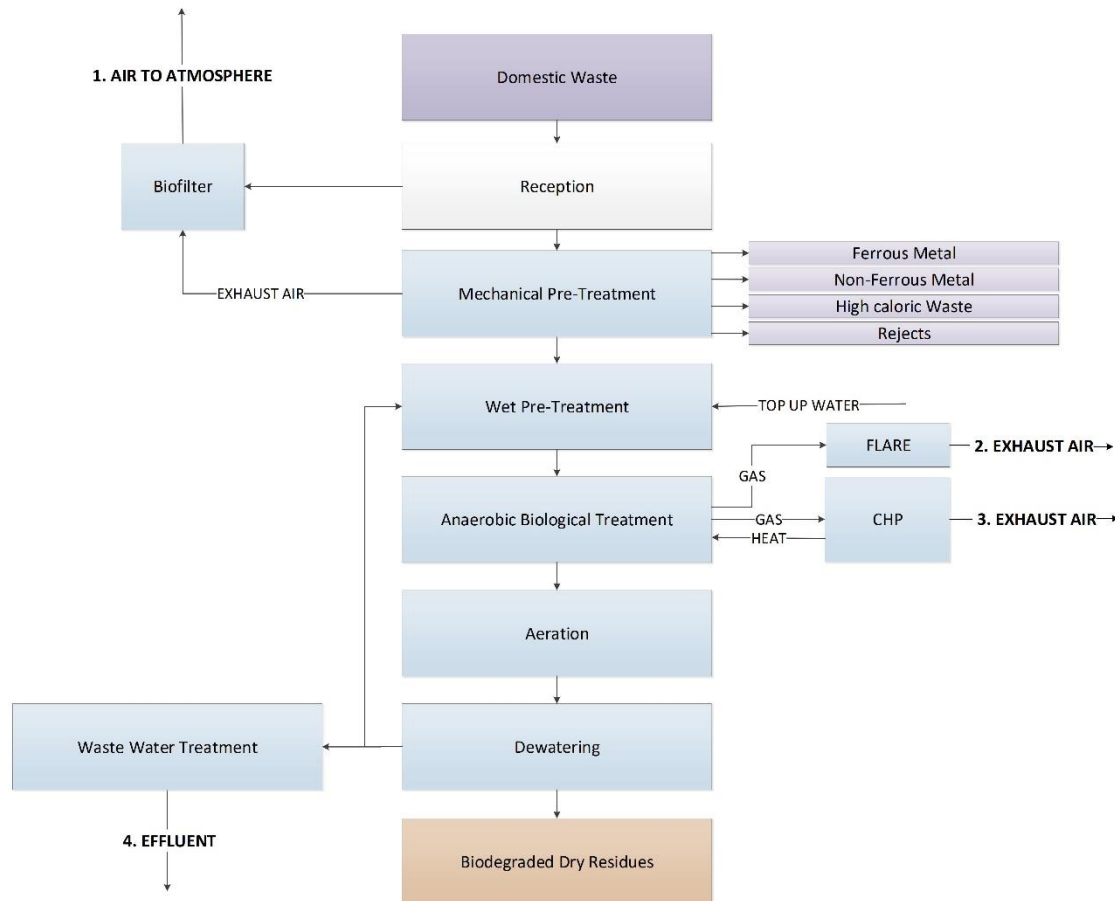 1. AIR TO ATMOSPHERE
Domestic Waste
Biofilter
Reception
EXHAUST AIR
Mechanical Pre-Treatment
Ferrous Metal
Non-Ferrous Metal
High caloric Waste
Rejects
Wet Pre-Treatment
TOP UP WATER
FLARE
2. EXHAUST AIR
GAS
Anaerobic Biological Treatment
GAS
HEAT
CHP
3. EXHAUST AIR
Aeration
Waste Water Treatment
Dewatering
4. EFFLUENT
Biodegraded Dry Residues